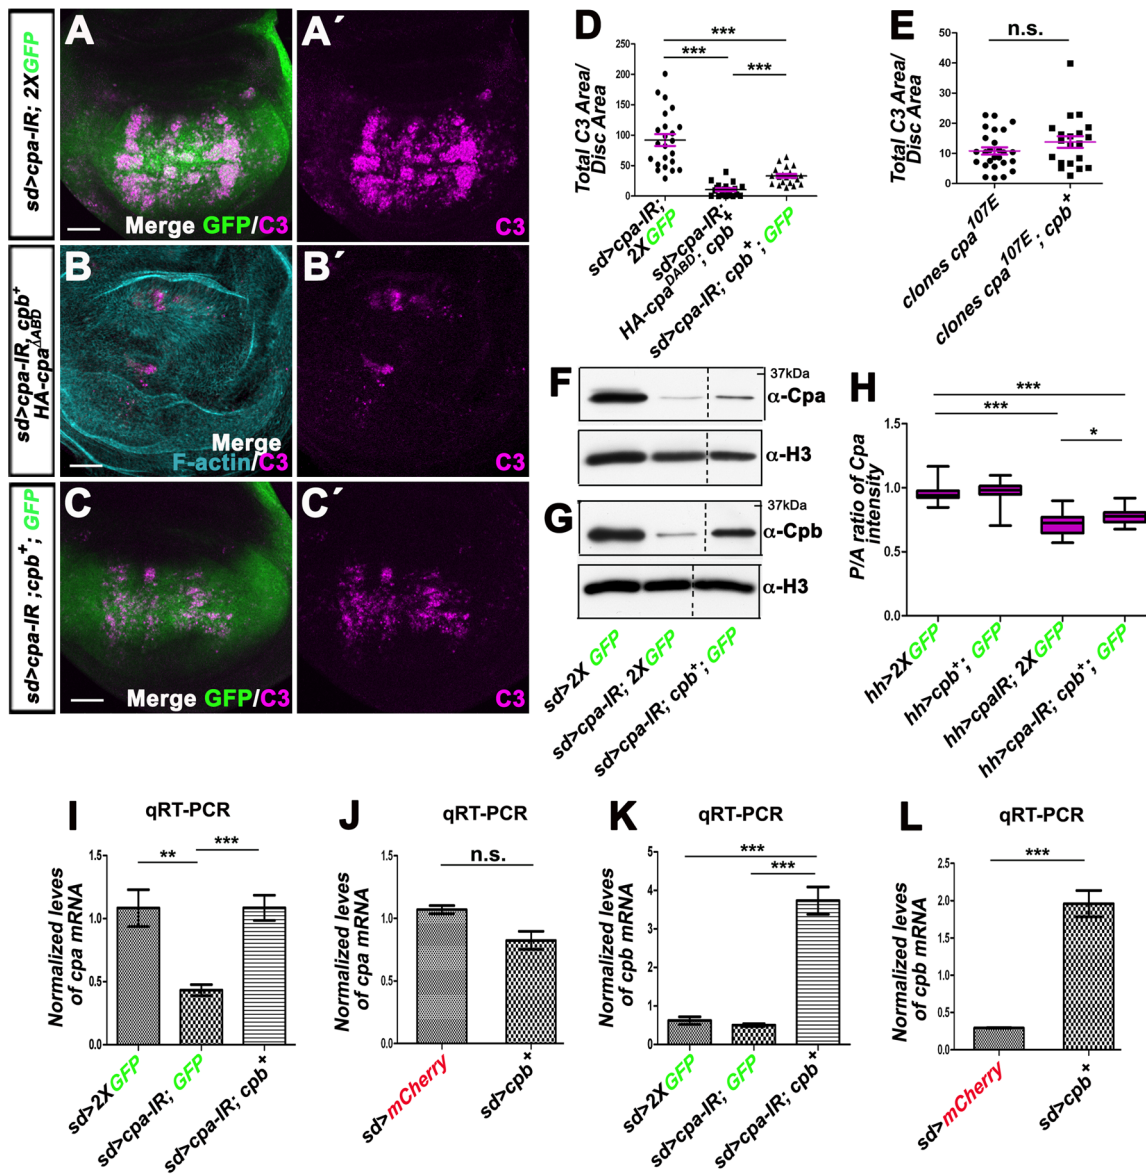 sd>cpa-IR; 2XGFP
A
Merge GFP/C3
A´
C3
sd>cpa-IR, cpb+
HA-cpaΔABD
B
Merge
F-actin/C3
B´
C3
sd>cpa-IR ;cpb+; GFP
C
Merge GFP/C3
C´
C3
D
***
***
***
Total C3 Area/
Disc Area
250
200
150
100
50
0
sd>cpa-IR;
2XGFP
sd>cpa-IR;
HA-cpaDABD; cpb+
sd>cpa-IR; cpb+; GFP
E
n.s.
Total C3 Area/
Disc Area
50
40
30
20
10
0
clones cpa107E
clones cpa107E; cpb+
F
37kDa
α-Cpa
α-H3
G
37kDa
α-Cpb
α-H3
sd>2X GFP
sd>cpa-IR; 2XGFP
sd>cpa-IR; cpb+; GFP
H
***
***
*
P/A ratio of Cpa
intensity
1.5
1.0
0.5
0.0
hh>2XGFP
hh>cpb+; GFP
hh>cpaIR; 2XGFP
hh>cpa-IR; cpb+; GFP
I
qRT-PCR
**
***
Normalized leves
of cpa mRNA
1.5
1.0
0.5
0.0
sd>2XGFP
sd>cpa-IR; GFP
sd>cpa-IR; cpb+
J
qRT-PCR
n.s.
Normalized leves
of cpa mRNA
1.5
1.0
0.5
0.0
sd>mCherry
sd>cpb+
K
qRT-PCR
***
***
Normalized leves
of cpb mRNA
5
4
3
2
1
0
sd>2XGFP
sd>cpa-IR; GFP
sd>cpa-IR; cpb+
L
qRT-PCR
***
Normalized leves
of cpb mRNA
2.5
2.0
1.5
1.0
0.5
0.0
sd>mCherry
sd>cpb+